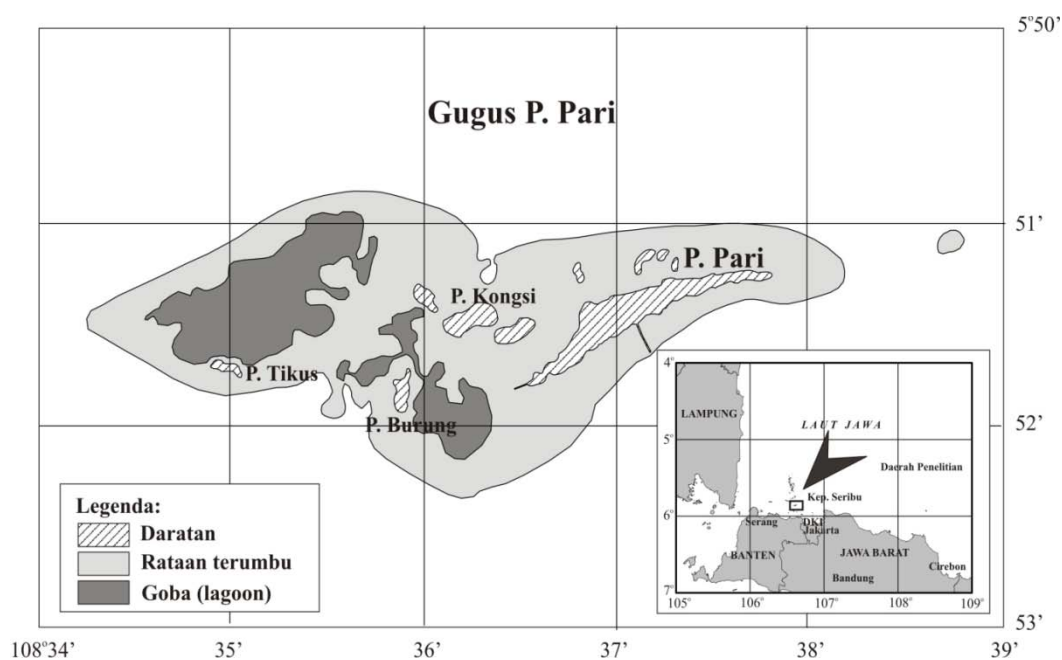 5°50’
Gugus P. Pari
51’
P. Pari
P. Kongsi
P. Tikus
P. Burung
52’
Legenda:
Daratan
Rataan terumbu
Goba (lagoon)
4°
LAMPUNG
5°
LAUT JAWA
Daerah Penelitian
Kep. Seribu
6°
Serang
DKI
Jakarta
BANTEN
JAWA BARAT
Cirebon
Bandung
7°
105°
106°
107°
108°
109°
53’
108°34’
35’
36’
37’
38’
39’